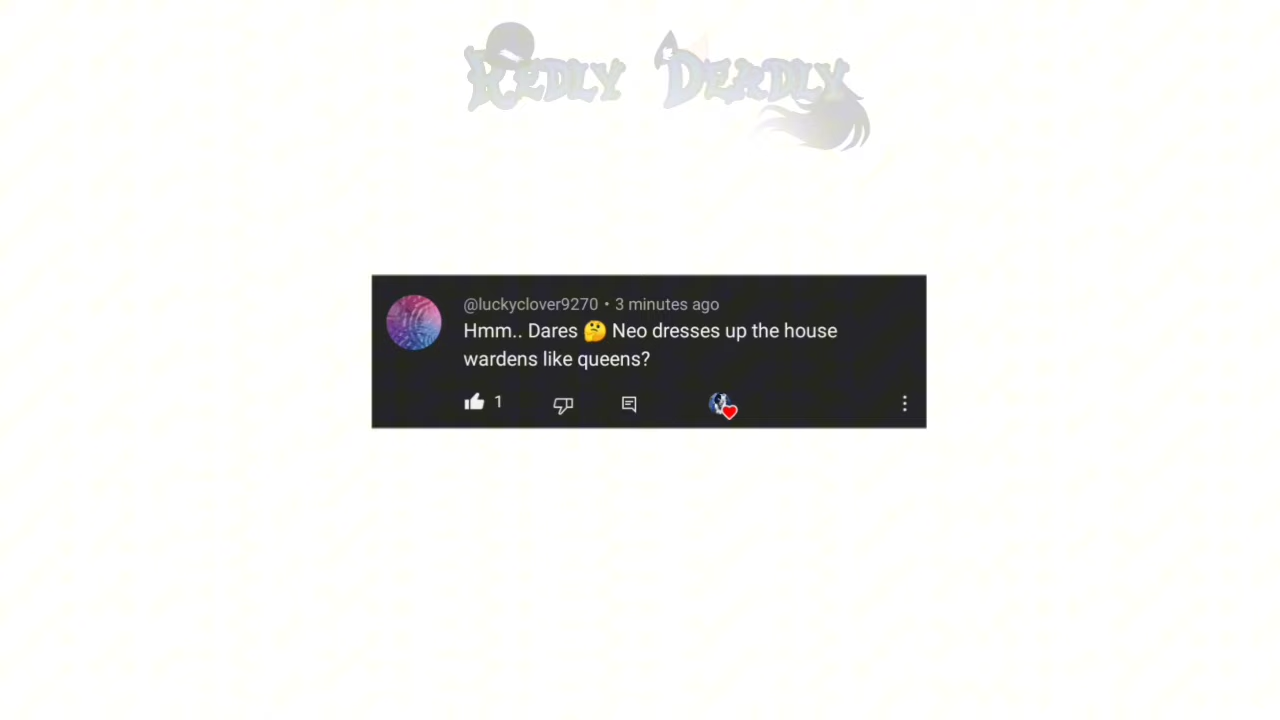 Redly Deadly
@luckyclover9270 • 3 minutes ago
Hmm.. Dares 🤔 Neo dresses up the house
wardens like queens?
1